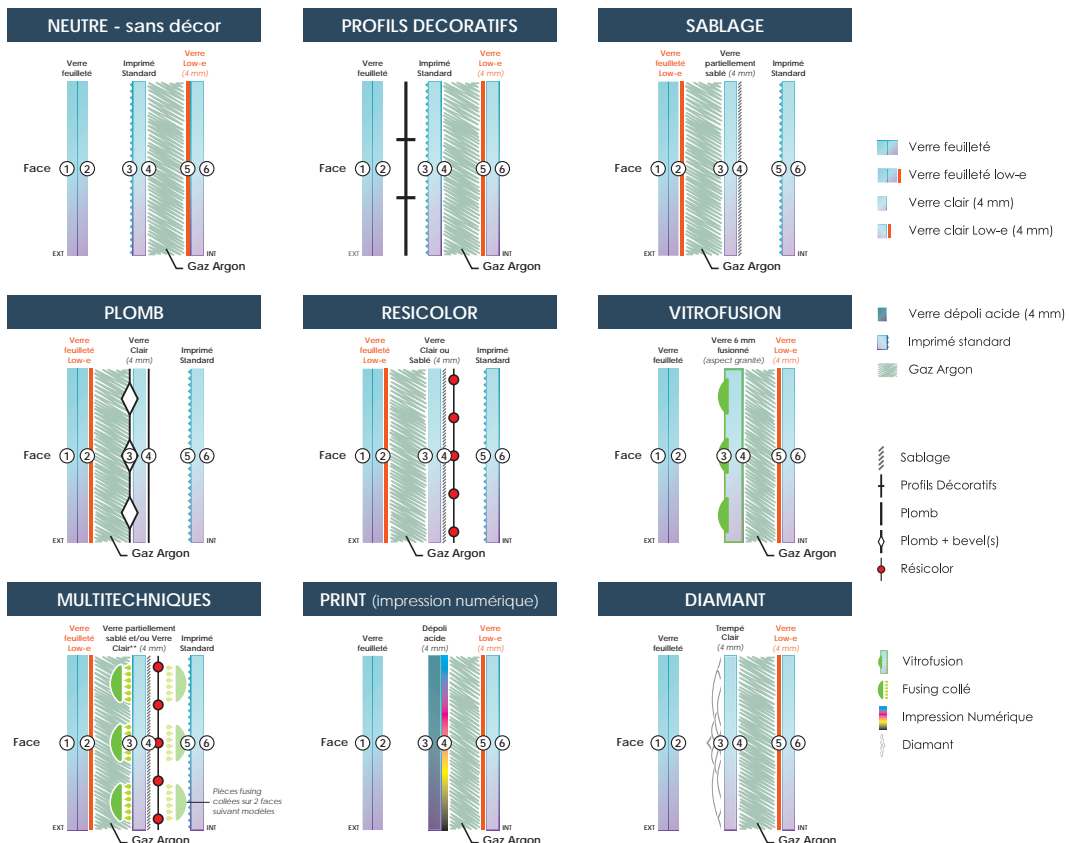 NEUTRE - sans décor
Verre
feuilleté
Imprimé
Standard
Verre
Low-e
(4 mm)
Face 1 2 3 4 5 6
EXT
INT
Gaz Argon
PROFILS DECORATIFS
Verre
feuilleté
Imprimé
Standard
Verre
Low-e
(4 mm)
Face 1 2 3 4 5 6
EXT
INT
Gaz Argon
SABLAGE
Verre
feuilleté
Low-e
Verre
partiellement
sablé (4 mm)
Imprimé
Standard
Face 1 2 3 4 5 6
EXT
INT
Gaz Argon
Verre feuilleté
Verre feuilleté low-e
Verre clair (4 mm)
Verre clair Low-e (4 mm)
PLOMB
Verre
feuilleté
Low-e
Verre
Clair
(4 mm)
Imprimé
Standard
Face 1 2 3 4 5 6
EXT
INT
Gaz Argon
RESICOLOR
Verre
feuilleté
Low-e
Verre
Clair ou
Sablé (4 mm)
Imprimé
Standard
Face 1 2 3 4 5 6
EXT
INT
Gaz Argon
VITROFUSION
Verre
feuilleté
Verre 6 mm
fusionné
(aspect granité)
Verre
Low-e
(4 mm)
Face 1 2 3 4 5 6
EXT
INT
Gaz Argon
Verre dépoli acide (4 mm)
Imprimé standard
Gaz Argon
Sablage
Profils Décoratifs
Plomb
Plomb + bevel(s)
Résicolor
MULTITECHNIQUES
Verre
feuilleté
Low-e
Verre partiellement
sablé et/ou Verre
Clair** (4 mm)
Imprimé
Standard
Face 1 2 3 4 5 6
Pièces fusing
collées sur 2 faces
suivant modèles
EXT
INT
Gaz Argon
PRINT (impression numérique)
Verre
feuilleté
Dépoli
acide
(4 mm)
Verre
Low-e
(4 mm)
Face 1 2 3 4 5 6
EXT
INT
Gaz Argon
DIAMANT
Verre
feuilleté
Trempé
Clair
(4 mm)
Verre
Low-e
(4 mm)
Face 1 2 3 4 5 6
EXT
INT
Gaz Argon
Vitrofusion
Fusing collé
Impression Numérique
Diamant